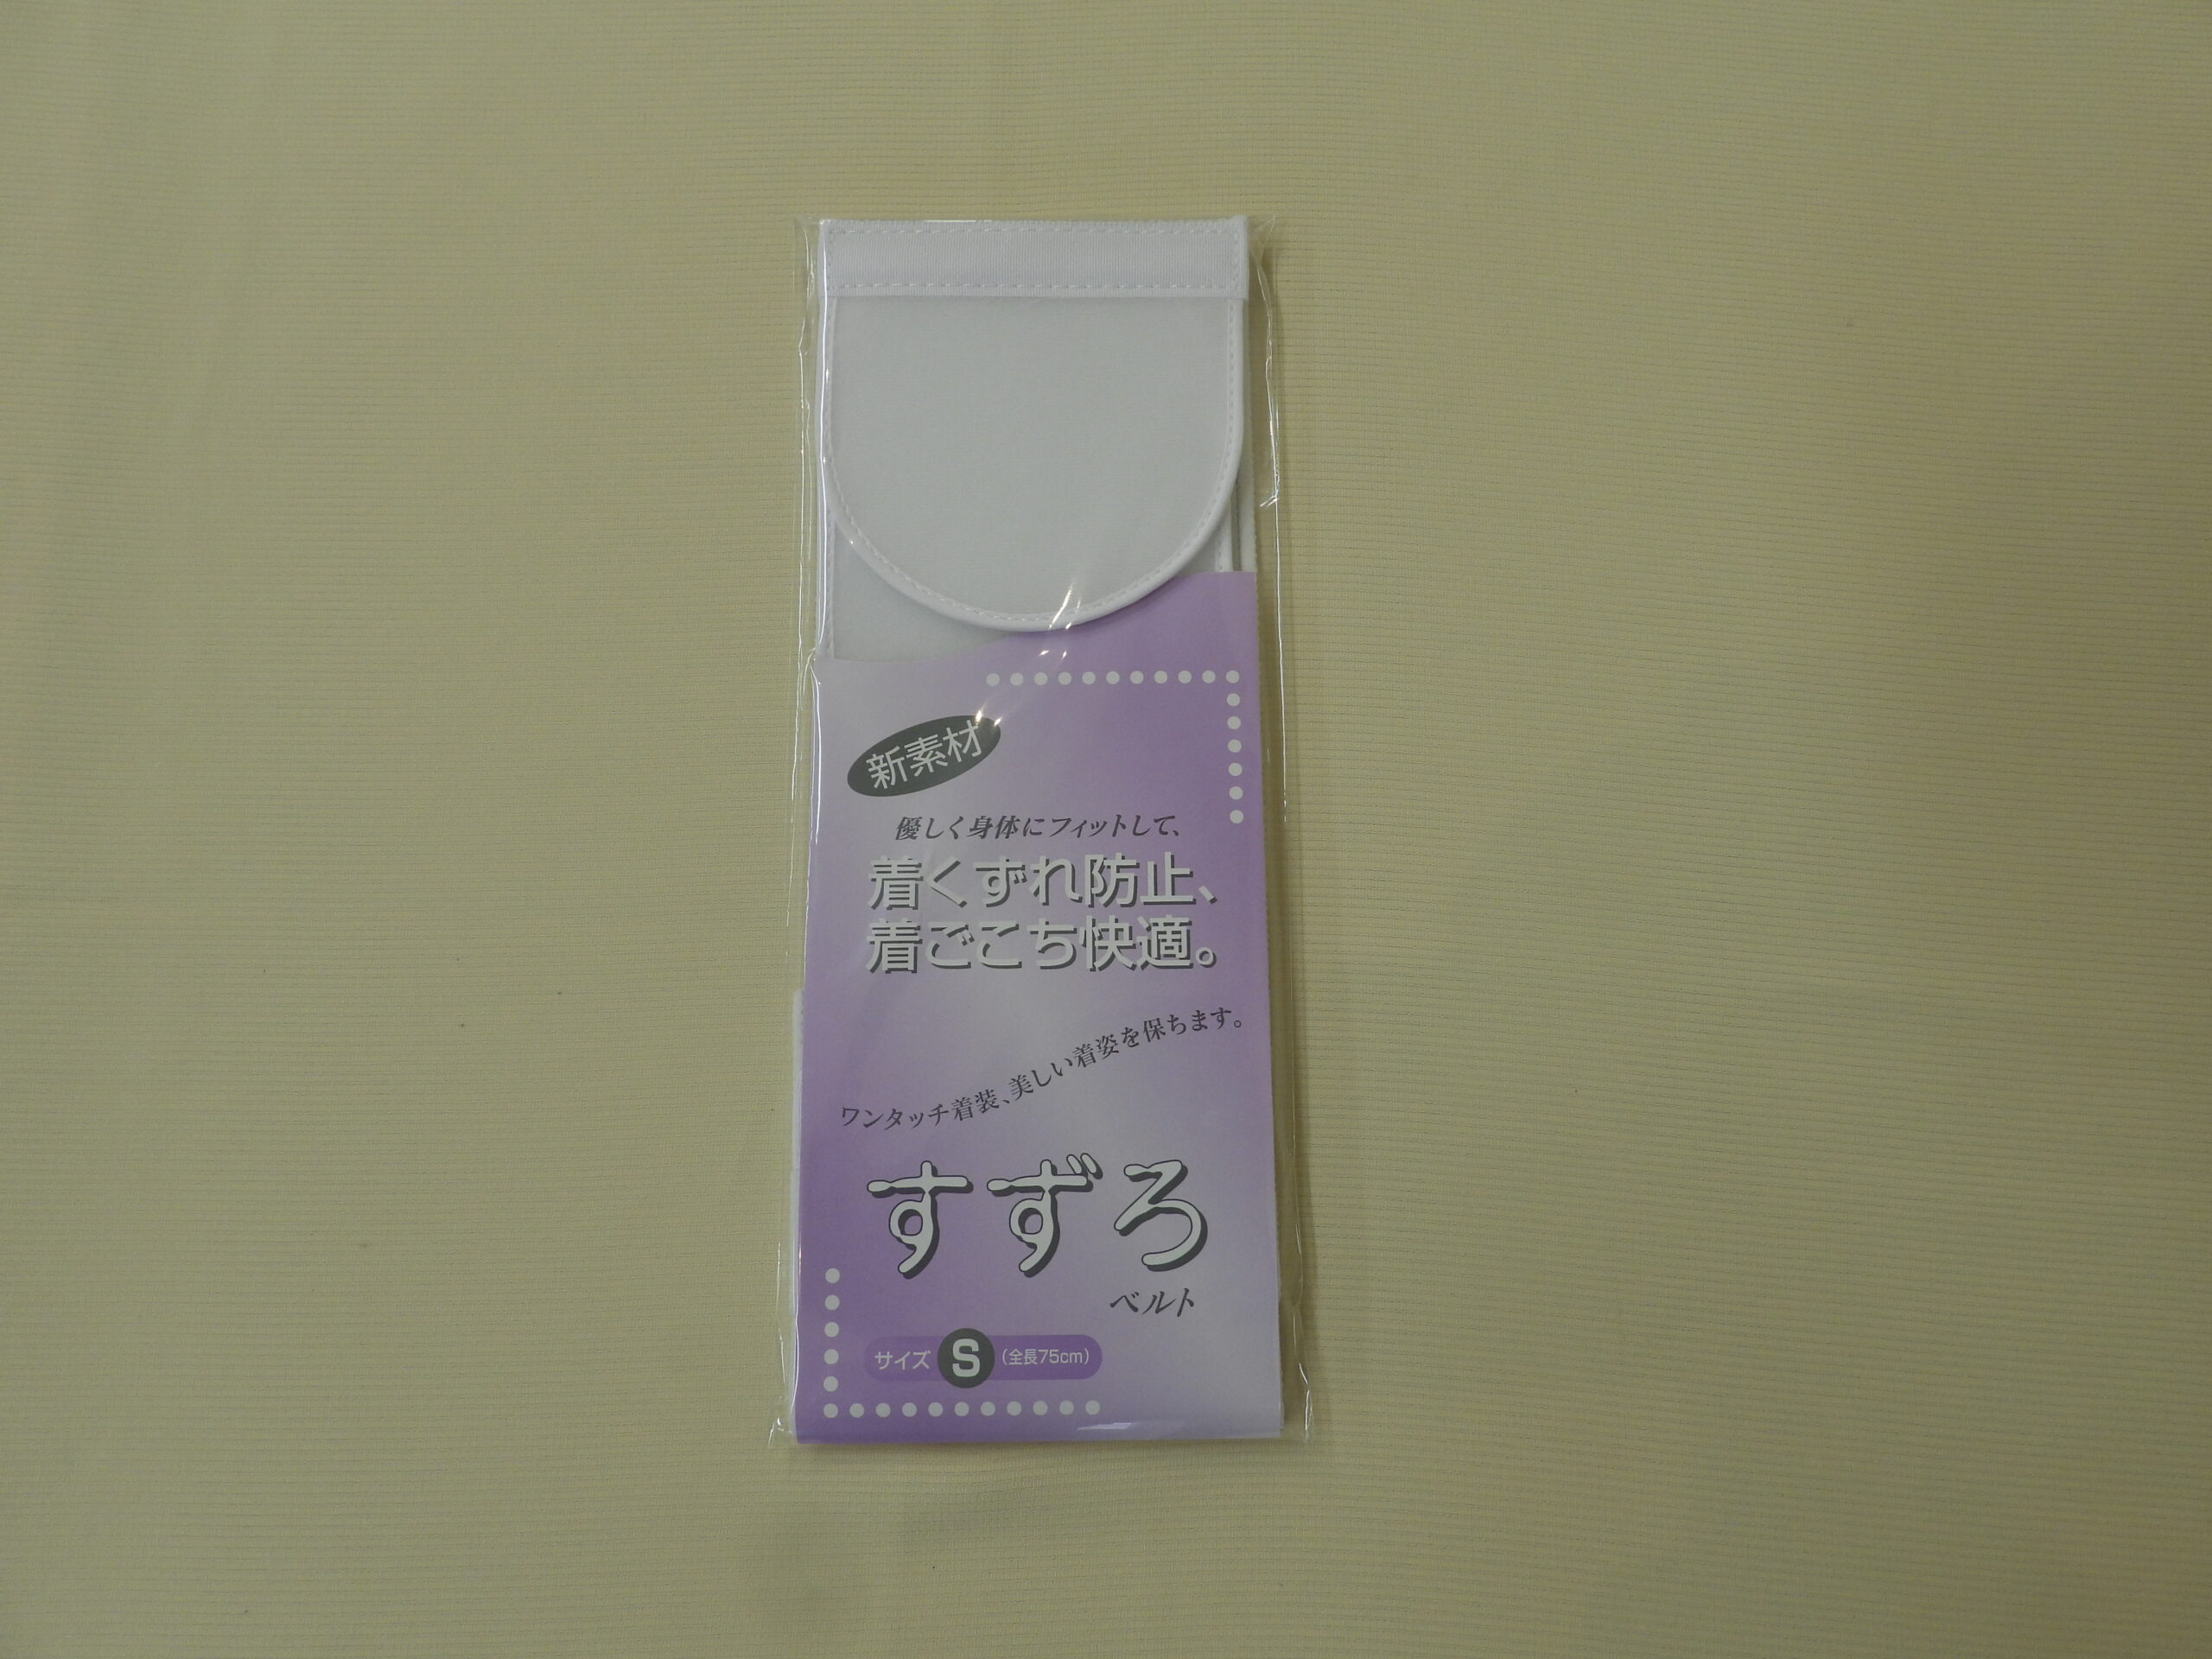 新素材
優しく身体にフィットして、
着くずれ防止、
着ごこち快適。
ワンタッチ着装、美しい着姿を保ちます。
すずろ
ベルト
サイズ S (全長75cm)